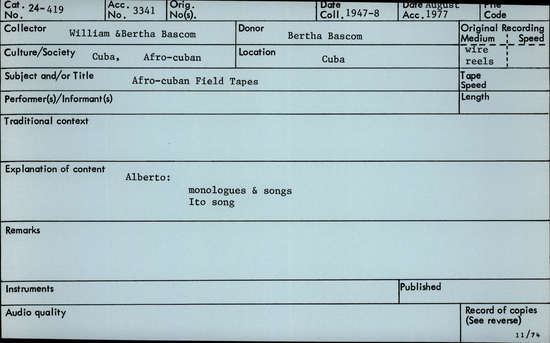 Cat. No. 24-419 Acc. No. 3341 Orig. No(s). Date Coll. 1947-8 Date August Acc. 1977 File Code
Collector William &Bertha Bascom Donor Bertha Bascom Original Recording
Medium Speed
Culture/Society Cuba, Afro-cuban Location Cuba wire
reels
Subject and/or Title Afro-cuban Field Tapes Tape Speed
Performer(s)/Informant(s) Length
Traditional context
Explanation of content Alberto:
monologues & songs
Ito song
Remarks
Instruments Published
Audio quality Record of copies
(See reverse)
11/74